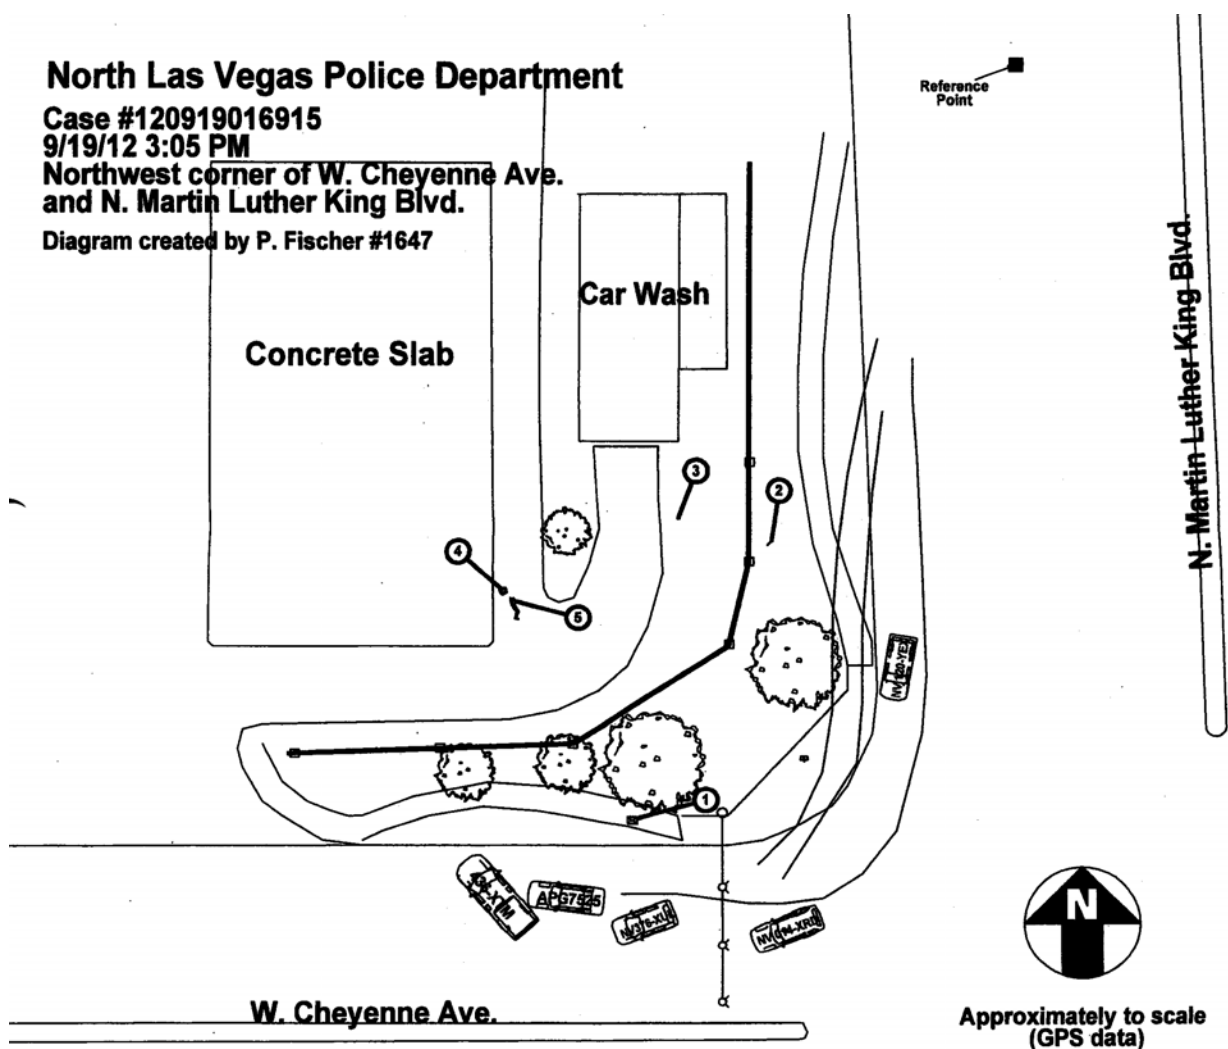 North Las Vegas Police Department
Case #120919016915
9/19/12 3:05 PM
Northwest corner of W. Cheyenne Ave.
and N. Martin Luther King Blvd.
Diagram created by P. Fischer #1647
Reference
Point
Car Wash
Concrete Slab
N. Martin Luther King Blvd.
3
2
4
5
1
APG7525
W. Cheyenne Ave.
N
Approximately to scale
(GPS data)